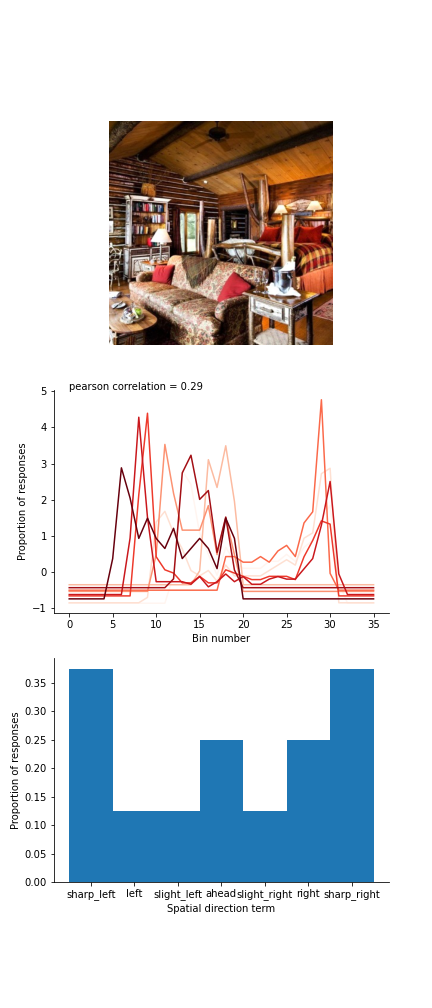 pearson correlation = 0.29
5
4
3
2
1
0
−1
Proportion of responses
0 5 10 15 20 25 30 35
Bin number
0.35
0.30
0.25
0.20
0.15
0.10
0.05
0.00
Proportion of responses
sharp_left left slight_left ahead slight_right right sharp_right
Spatial direction term